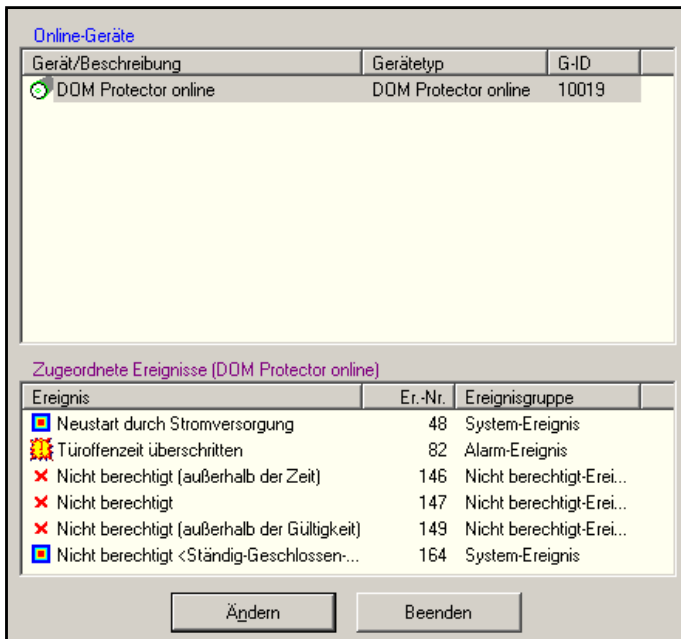 Online-Geräte
Gerät/Beschreibung Gerätetyp G-ID
DOM Protector online DOM Protector online 10019
Zugeordnete Ereignisse (DOM Protector online)
Ereignis Er.-Nr. Ereignisgruppe
Neustart durch Stromversorgung 48 System-Ereignis
Türoffenzeit überschritten 82 Alarm-Ereignis
Nicht berechtigt (außerhalb der Zeit) 146 Nicht berechtigt-Erei...
Nicht berechtigt 147 Nicht berechtigt-Erei...
Nicht berechtigt (außerhalb der Gültigkeit) 149 Nicht berechtigt-Erei...
Nicht berechtigt <Ständig-Geschlossen-... 164 System-Ereignis
Ändern Beenden